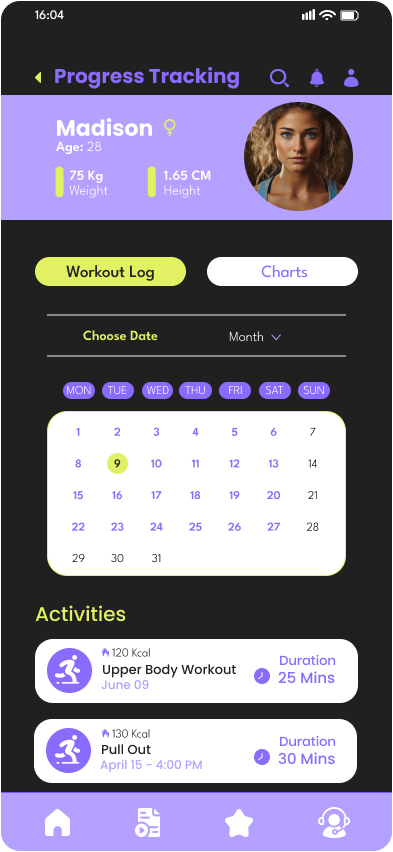 16:04
Progress Tracking
Madison
Age: 28
75 Kg 1.65 CM
Weight Height
Workout Log Charts
Choose Date Month
MON TUE WED THU FRI SAT SUN
1 2 3 4 5 6 7
8 9 10 11 12 13 14
15 16 17 18 19 20 21
22 23 24 25 26 27 28
29 30 31
Activities
120 Kcal
Upper Body Workout
June 09
Duration
25 Mins
130 Kcal
Pull Out
April 15 - 4:00 PM
Duration
30 Mins